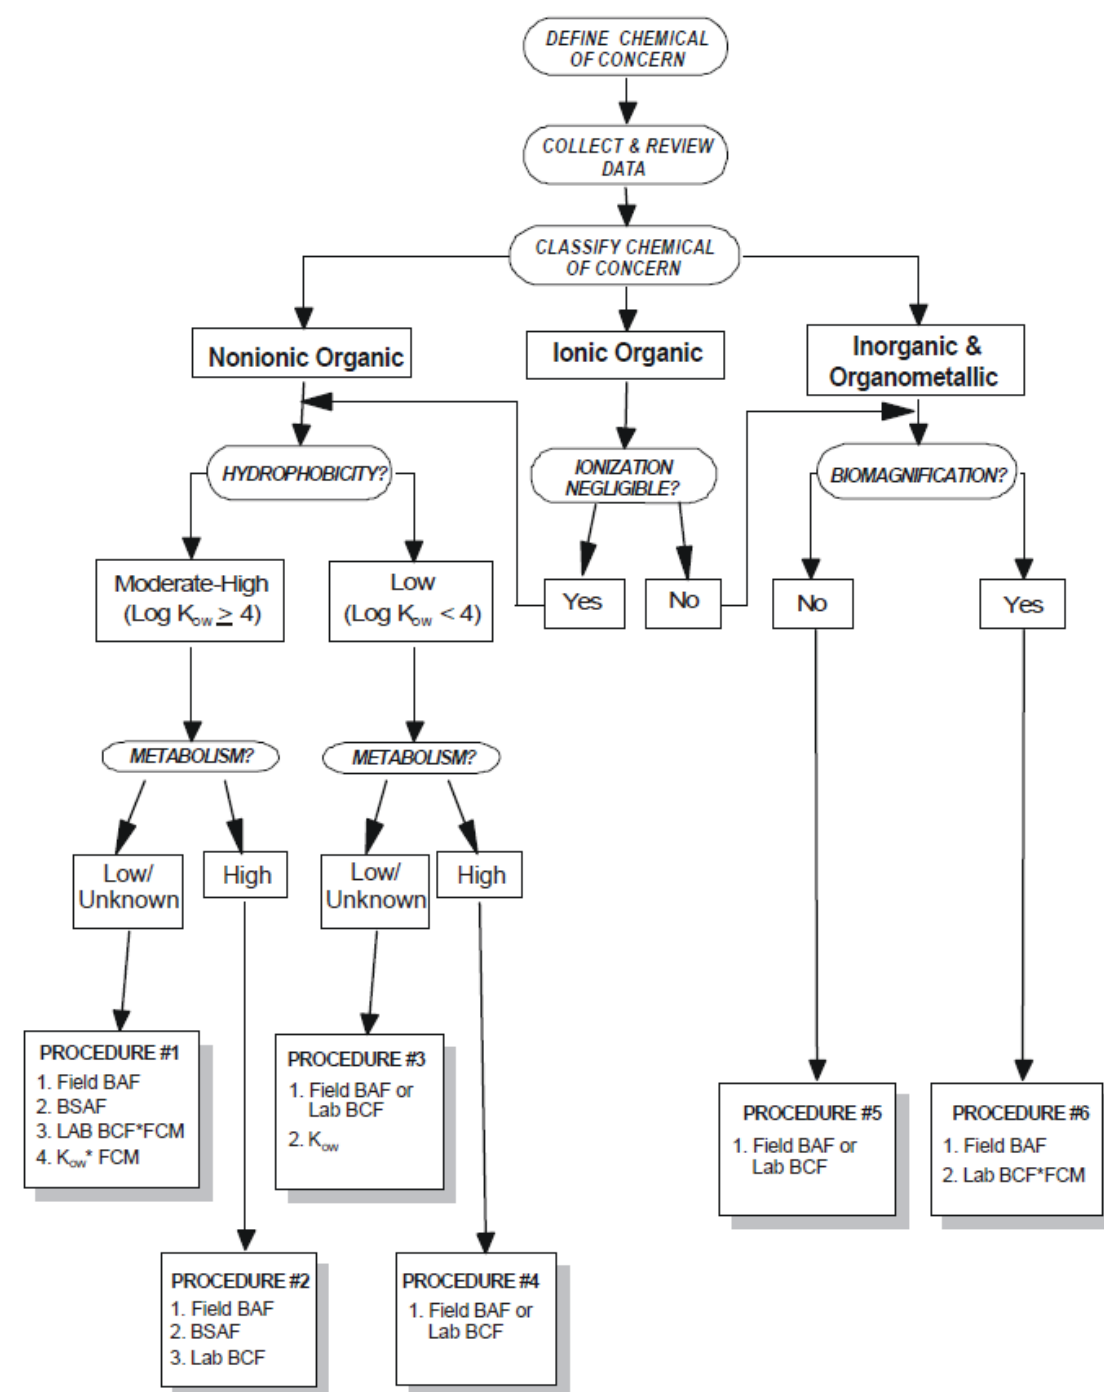 DEFINE CHEMICAL
OF CONCERN
COLLECT & REVIEW
DATA
CLASSIFY CHEMICAL
OF CONCERN
Nonionic Organic
Ionic Organic
Inorganic &
Organometallic
HYDROPHOBICITY?
IONIZATION
NEGLIGIBLE?
BIOMAGNIFICATION?
Moderate-High
(Log Kow ≥ 4)
Low
(Log Kow < 4)
Yes
No
No
Yes
METABOLISM?
METABOLISM?
Low/
Unknown
High
Low/
Unknown
High
PROCEDURE #1
1. Field BAF
2. BSAF
3. LAB BCF*FCM
4. Kow* FCM
PROCEDURE #3
1. Field BAF or
Lab BCF
2. Kow
PROCEDURE #5
1. Field BAF or
Lab BCF
PROCEDURE #6
1. Field BAF
2. Lab BCF*FCM
PROCEDURE #2
1. Field BAF
2. BSAF
3. Lab BCF
PROCEDURE #4
1. Field BAF or
Lab BCF